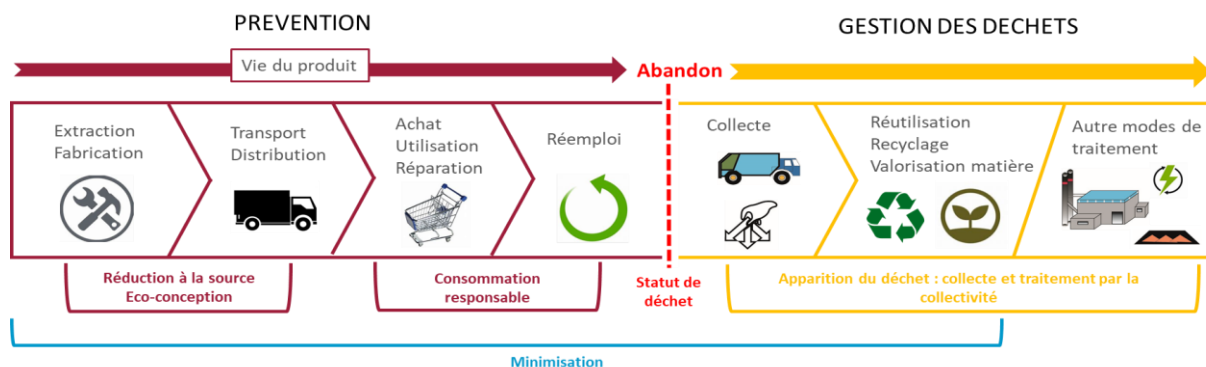 PREVENTION
GESTION DES DECHETS
Vie du produit
Abandon
Extraction
Fabrication
Transport
Distribution
Achat
Utilisation
Réparation
Réemploi
Collecte
Réutilisation
Recyclage
Valorisation matière
Autre modes de
traitement
Réduction à la source
Eco-conception
Consommation
responsable
Statut de
déchet
Apparition du déchet : collecte et traitement par la
collectivité
Minimisation